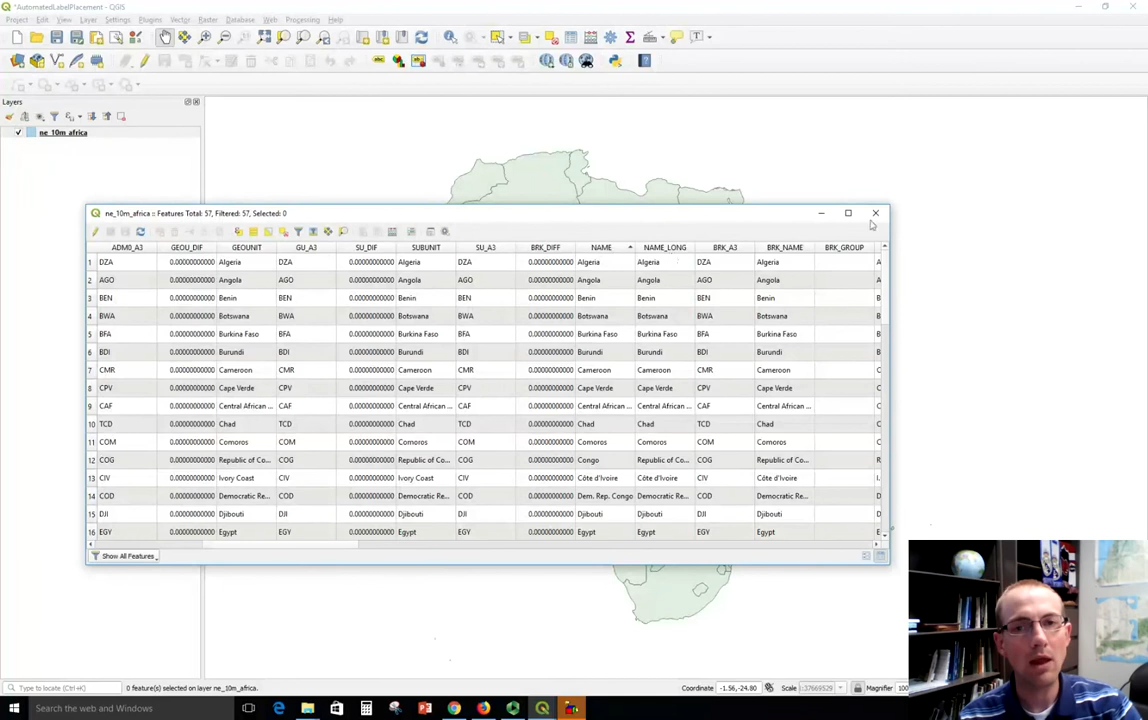 *AutomatedLabelPlacement - QGIS
Project Edit View Layer Settings Plugins Vector Raster Database Web Processing Help
Layers
ne_10m_africa
ne_10m_africa :: Features Total: 57, Filtered: 57, Selected: 0
ADM0_A3 GEOU_DIF GEOUNIT GU_A3 SU_DIF SUBUNIT SU_A3 BRK_DIFF NAME NAME_LONG BRK_A3 BRK_NAME BRK_GROUP
1 DZA 0.00000000000 Algeria DZA 0.00000000000 Algeria DZA 0.00000000000 Algeria Algeria DZA Algeria
2 AGO 0.00000000000 Angola AGO 0.00000000000 Angola AGO 0.00000000000 Angola Angola AGO Angola
3 BEN 0.00000000000 Benin BEN 0.00000000000 Benin BEN 0.00000000000 Benin Benin BEN Benin
4 BWA 0.00000000000 Botswana BWA 0.00000000000 Botswana BWA 0.00000000000 Botswana Botswana BWA Botswana
5 BFA 0.00000000000 Burkina Faso BFA 0.00000000000 Burkina Faso BFA 0.00000000000 Burkina Faso Burkina Faso BFA Burkina Faso
6 BDI 0.00000000000 Burundi BDI 0.00000000000 Burundi BDI 0.00000000000 Burundi Burundi BDI Burundi
7 CMR 0.00000000000 Cameroon CMR 0.00000000000 Cameroon CMR 0.00000000000 Cameroon Cameroon CMR Cameroon
8 CPV 0.00000000000 Cape Verde CPV 0.00000000000 Cape Verde CPV 0.00000000000 Cape Verde Cape Verde CPV Cape Verde
9 CAF 0.00000000000 Central African ... CAF 0.00000000000 Central African ... CAF 0.00000000000 Central African ... Central African ... CAF Central African ... C
10 TCD 0.00000000000 Chad TCD 0.00000000000 Chad TCD 0.00000000000 Chad Chad TCD Chad C
11 COM 0.00000000000 Comoros COM 0.00000000000 Comoros COM 0.00000000000 Comoros Comoros COM Comoros C
12 COG 0.00000000000 Republic of Co... COG 0.00000000000 Republic of Co... COG 0.00000000000 Congo Republic of Co... COG Republic of Co... R
13 CIV 0.00000000000 Ivory Coast CIV 0.00000000000 Ivory Coast CIV 0.00000000000 Côte d'Ivoire Côte d'Ivoire CIV Côte d'Ivoire
14 COD 0.00000000000 Democratic Re... COD 0.00000000000 Democratic Re... COD 0.00000000000 Dem. Rep. Congo Democratic Re... COD Democratic Re...
15 DJI 0.00000000000 Djibouti DJI 0.00000000000 Djibouti DJI 0.00000000000 Djibouti Djibouti DJI Djibouti
16 EGY 0.00000000000 Egypt EGY 0.00000000000 Egypt EGY 0.00000000000 Egypt Egypt EGY Egypt
Show All Features
Type to locate (Ctrl+K) 0 feature(s) selected on layer ne_10m_africa. Coordinate -1.56,-24.80 Scale 1:37669529 Magnifier 100
Search the web and Windows